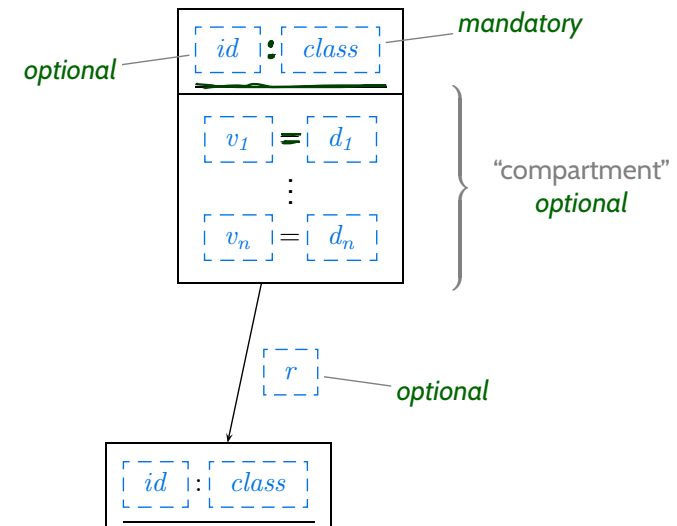 mandatory
id : class
optional
v₁ = d₁
“compartment”
optional
⋮
vₙ = dₙ
r
optional
id : class